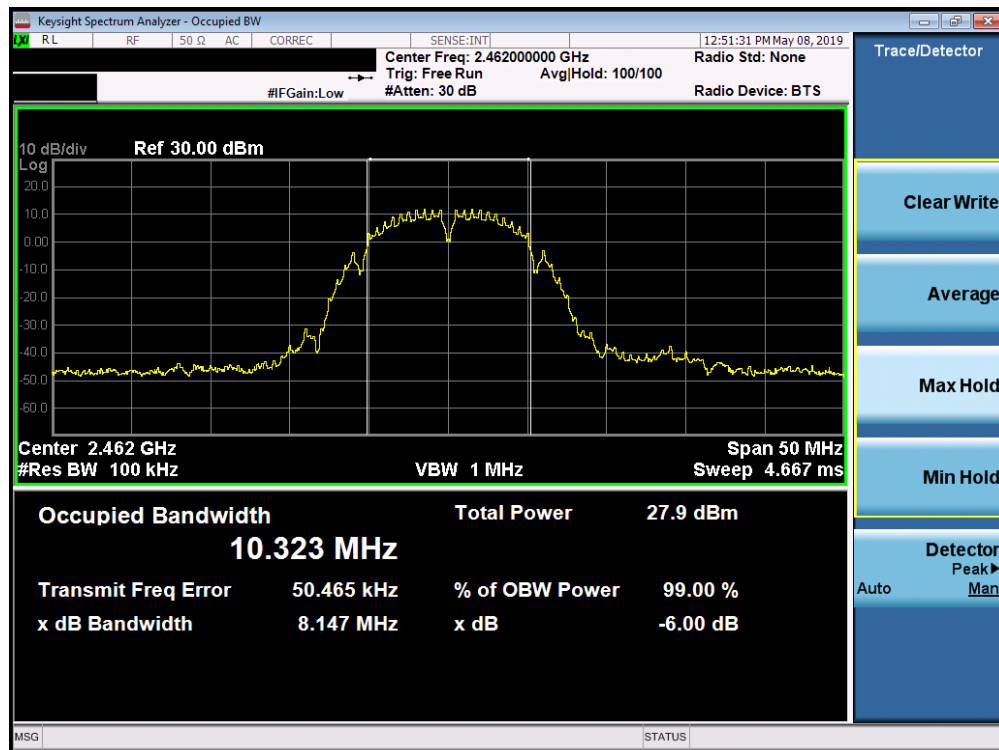 Keysight Spectrum Analyzer - Occupied BW
LXI RL RF 50 Ω AC CORREC SENSE:INT 12:51:31 PM May 08, 2019
Center Freq: 2.462000000 GHz Radio Std: None
Trig: Free Run Avg|Hold: 100/100
#IFGain:Low #Atten: 30 dB Radio Device: BTS
10 dB/div Ref 30.00 dBm
Log
20.0
10.0
0.00
-10.0
-20.0
-30.0
-40.0
-50.0
-60.0
Center 2.462 GHz Span 50 MHz
#Res BW 100 kHz VBW 1 MHz Sweep 4.667 ms
Occupied Bandwidth Total Power 27.9 dBm
10.323 MHz
Transmit Freq Error 50.465 kHz % of OBW Power 99.00 %
x dB Bandwidth 8.147 MHz x dB -6.00 dB
MSG STATUS
Trace/Detector
Clear Write
Average
Max Hold
Min Hold
Detector
Peak▶
Auto Man